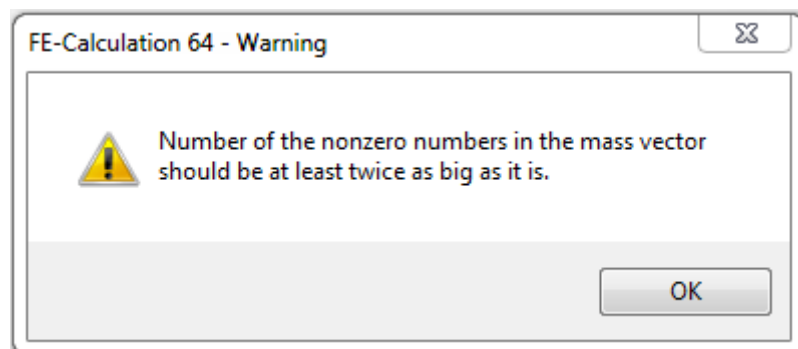 FE-Calculation 64 - Warning
Number of the nonzero numbers in the mass vector
should be at least twice as big as it is.
OK